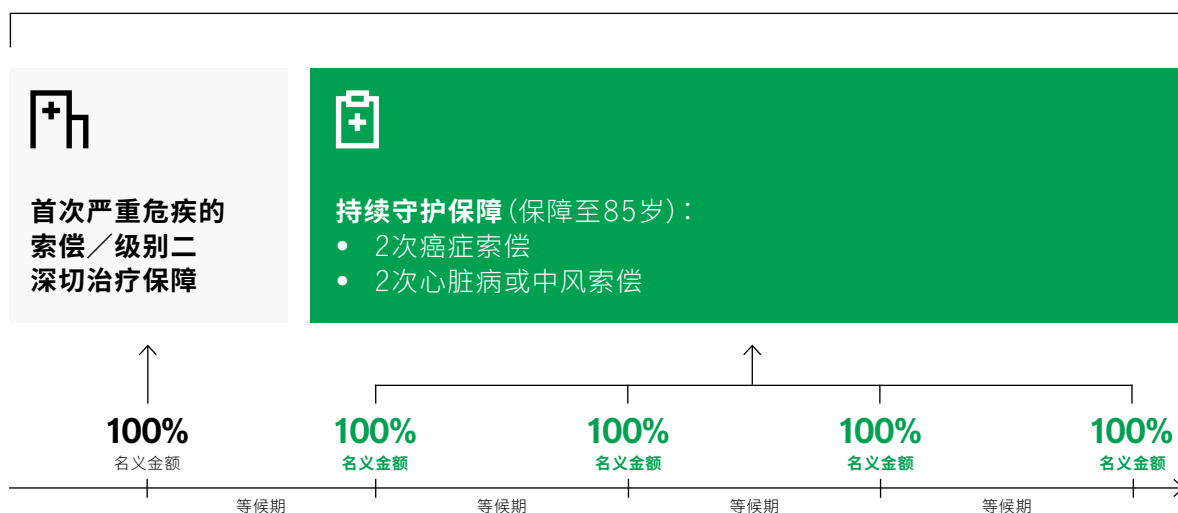 首次严重危疾的
索偿／级别二
深切治疗保障
持续守护保障（保障至85岁）：
• 2次癌症索偿
• 2次心脏病或中风索偿
100% 100% 100% 100% 100%
名义金额 名义金额 名义金额 名义金额 名义金额
等候期 等候期 等候期 等候期